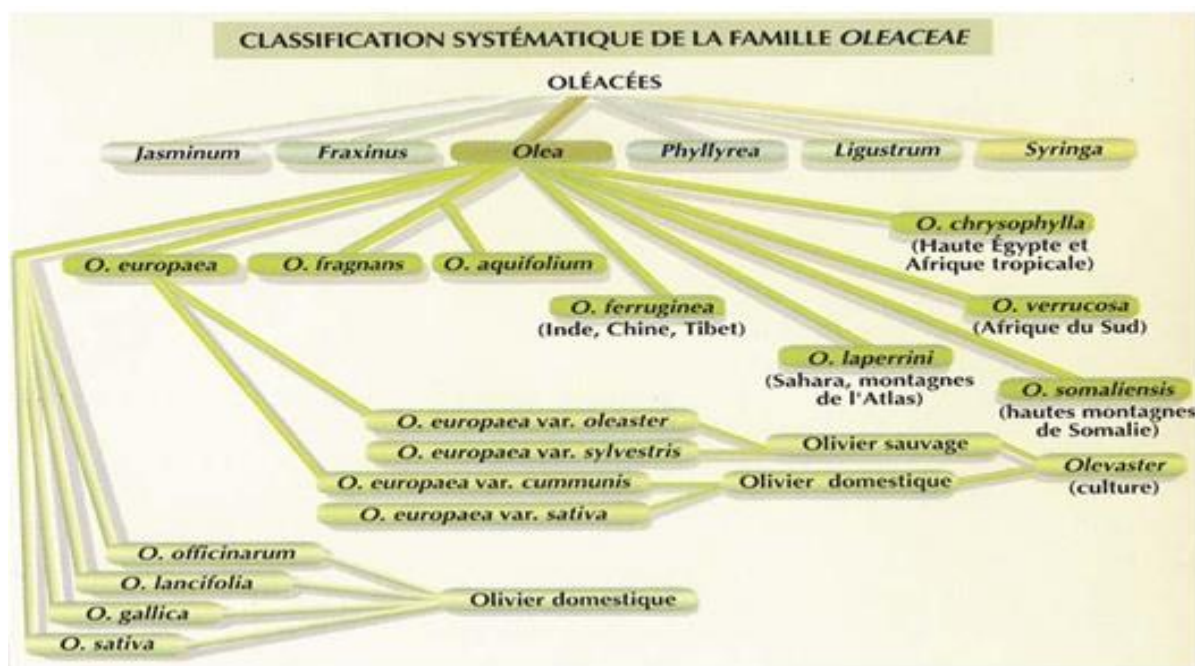 CLASSIFICATION SYSTÉMATIQUE DE LA FAMILLE OLEACEAE
OLÉACÉES
Jasminum
Fraxinus
Olea
Phyllyrea
Ligustrum
Syringa
O. chrysophylla
(Haute Égypte et
Afrique tropicale)
O. europaea
O. fragnans
O. aquifolium
O. ferruginea
(Inde, Chine, Tibet)
O. verrucosa
(Afrique du Sud)
O. laperrini
(Sahara, montagnes
de l'Atlas)
O. somaliensis
(hautes montagnes
de Somalie)
O. europaea var. oleaster
O. europaea var. sylvestris
Olivier sauvage
O. europaea var. cummunis
O. europaea var. sativa
Olivier domestique
Olevaster
(culture)
O. officinarum
O. lancifolia
O. gallica
O. sativa
Olivier domestique